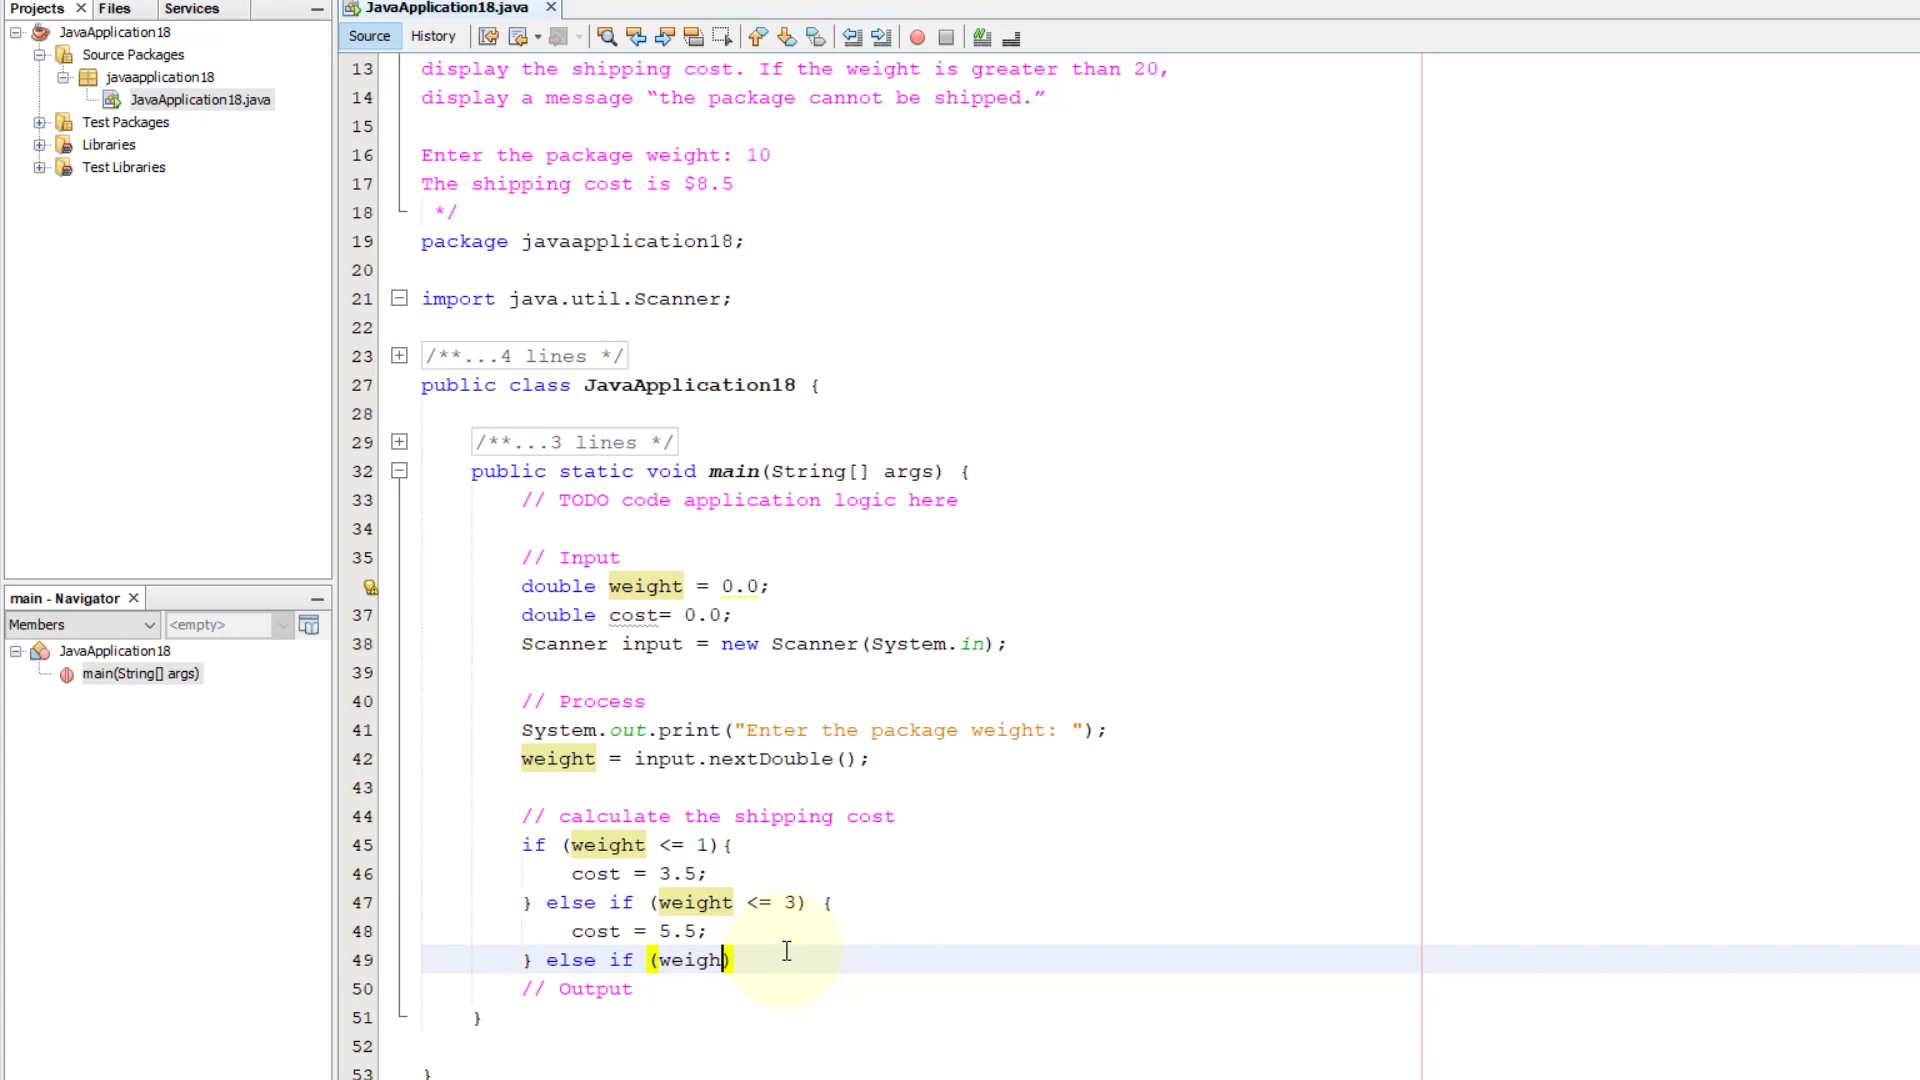 Projects Files Services
JavaApplication18
Source Packages
javaapplication18
JavaApplication18.java
Test Packages
Libraries
Test Libraries
main - Navigator
Members <empty>
JavaApplication18
main(String[] args)
JavaApplication18.java
Source History
13 display the shipping cost. If the weight is greater than 20,
14 display a message “the package cannot be shipped.”
15
16 Enter the package weight: 10
17 The shipping cost is $8.5
18 */
19 package javaapplication18;
20
21 import java.util.Scanner;
22
23 /**...4 lines */
27 public class JavaApplication18 {
28
29 /**...3 lines */
32 public static void main(String[] args) {
33 // TODO code application logic here
34
35 // Input
double weight = 0.0;
37 double cost= 0.0;
38 Scanner input = new Scanner(System.in);
39
40 // Process
41 System.out.print("Enter the package weight: ");
42 weight = input.nextDouble();
43
44 // calculate the shipping cost
45 if (weight <= 1){
46 cost = 3.5;
47 } else if (weight <= 3) {
48 cost = 5.5;
49 } else if (weigh)
50 // Output
51 }
52
53 }